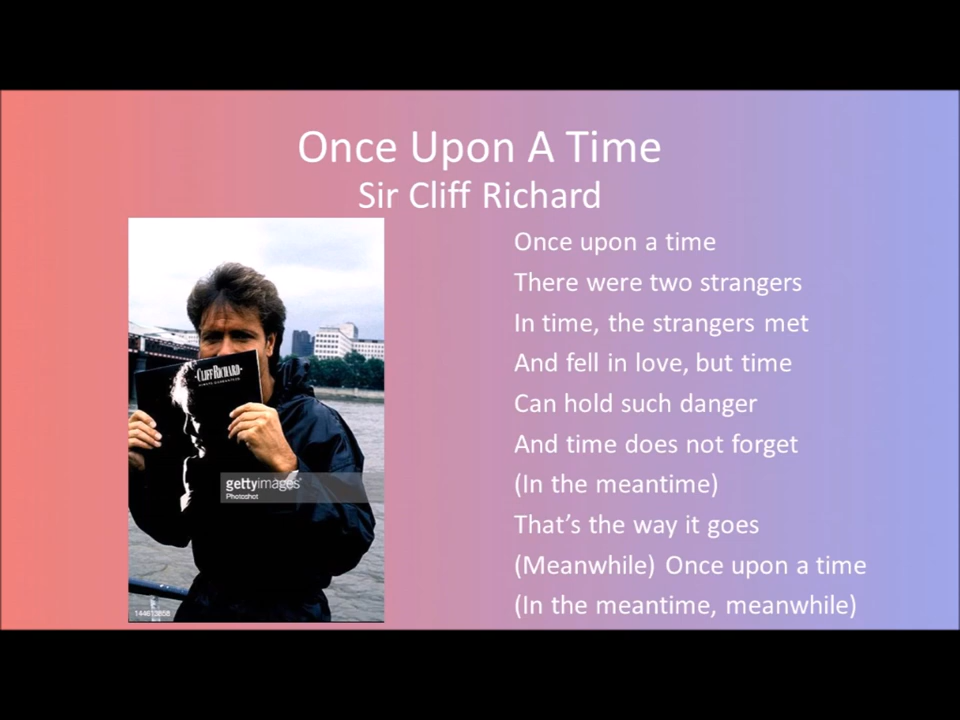 Once Upon A Time
Sir Cliff Richard
Once upon a time
There were two strangers
In time, the strangers met
And fell in love, but time
Can hold such danger
And time does not forget
(In the meantime)
That's the way it goes
(Meanwhile) Once upon a time
(In the meantime, meanwhile)
-CLIFF RICHARD-
ALWAYS GUARANTEED
gettyimages®
Photoshot